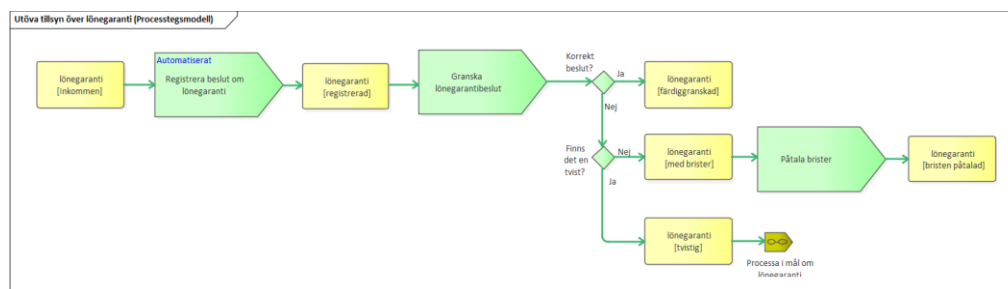 Utöva tillsyn över lönegaranti (Processtegsmodell)
lönegaranti
[inkommen]
Automatiserat
Registrera beslut om
lönegaranti
lönegaranti
[registrerad]
Granska
lönegarantibeslut
Korrekt
beslut?
Ja
lönegaranti
[färdiggranskad]
Nej
Finns
det en
tvist?
Nej
lönegaranti
[med brister]
Påtala brister
lönegaranti
[bristen påtalad]
Ja
lönegaranti
[tvistig]
Processa i mål om
lönegaranti